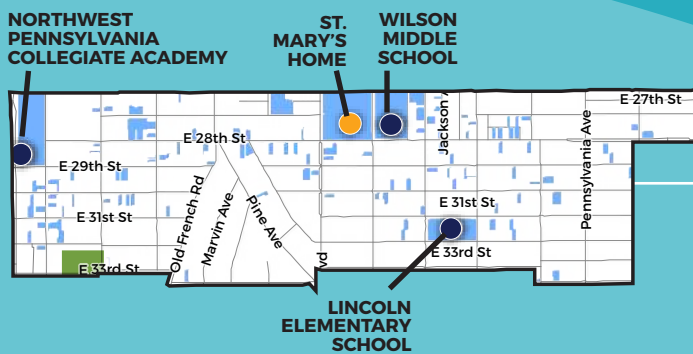 NORTHWEST
PENNSYLVANIA
COLLEGIATE ACADEMY
ST.
MARY'S
HOME
WILSON
MIDDLE
SCHOOL
E 27th St
E 28th St
E 29th St
Jackson
Pennsylvania Ave
E 31st St
E 31st St
Old French Rd
Marvin Ave
Pine Ave
vd
E 33rd St
E 33rd St
LINCOLN
ELEMENTARY
SCHOOL